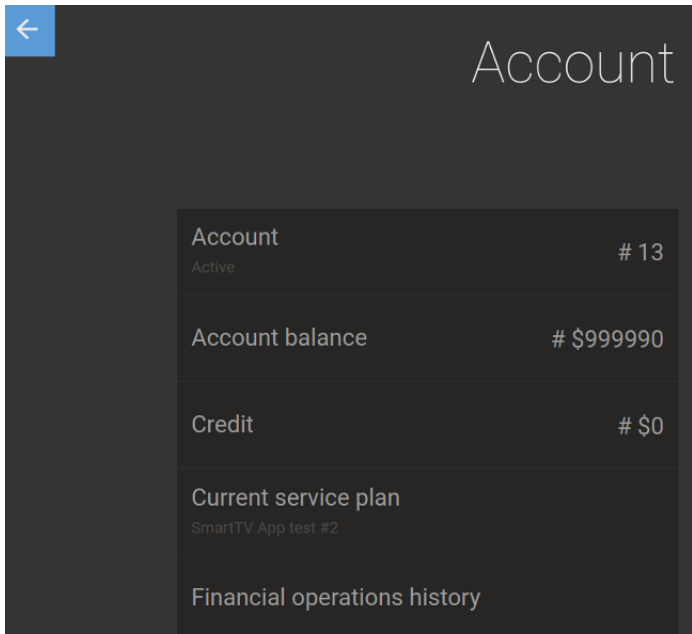 Account
Account
Active
# 13
Account balance
# $999990
Credit
# $0
Current service plan
SmartTV App test #2
Financial operations history